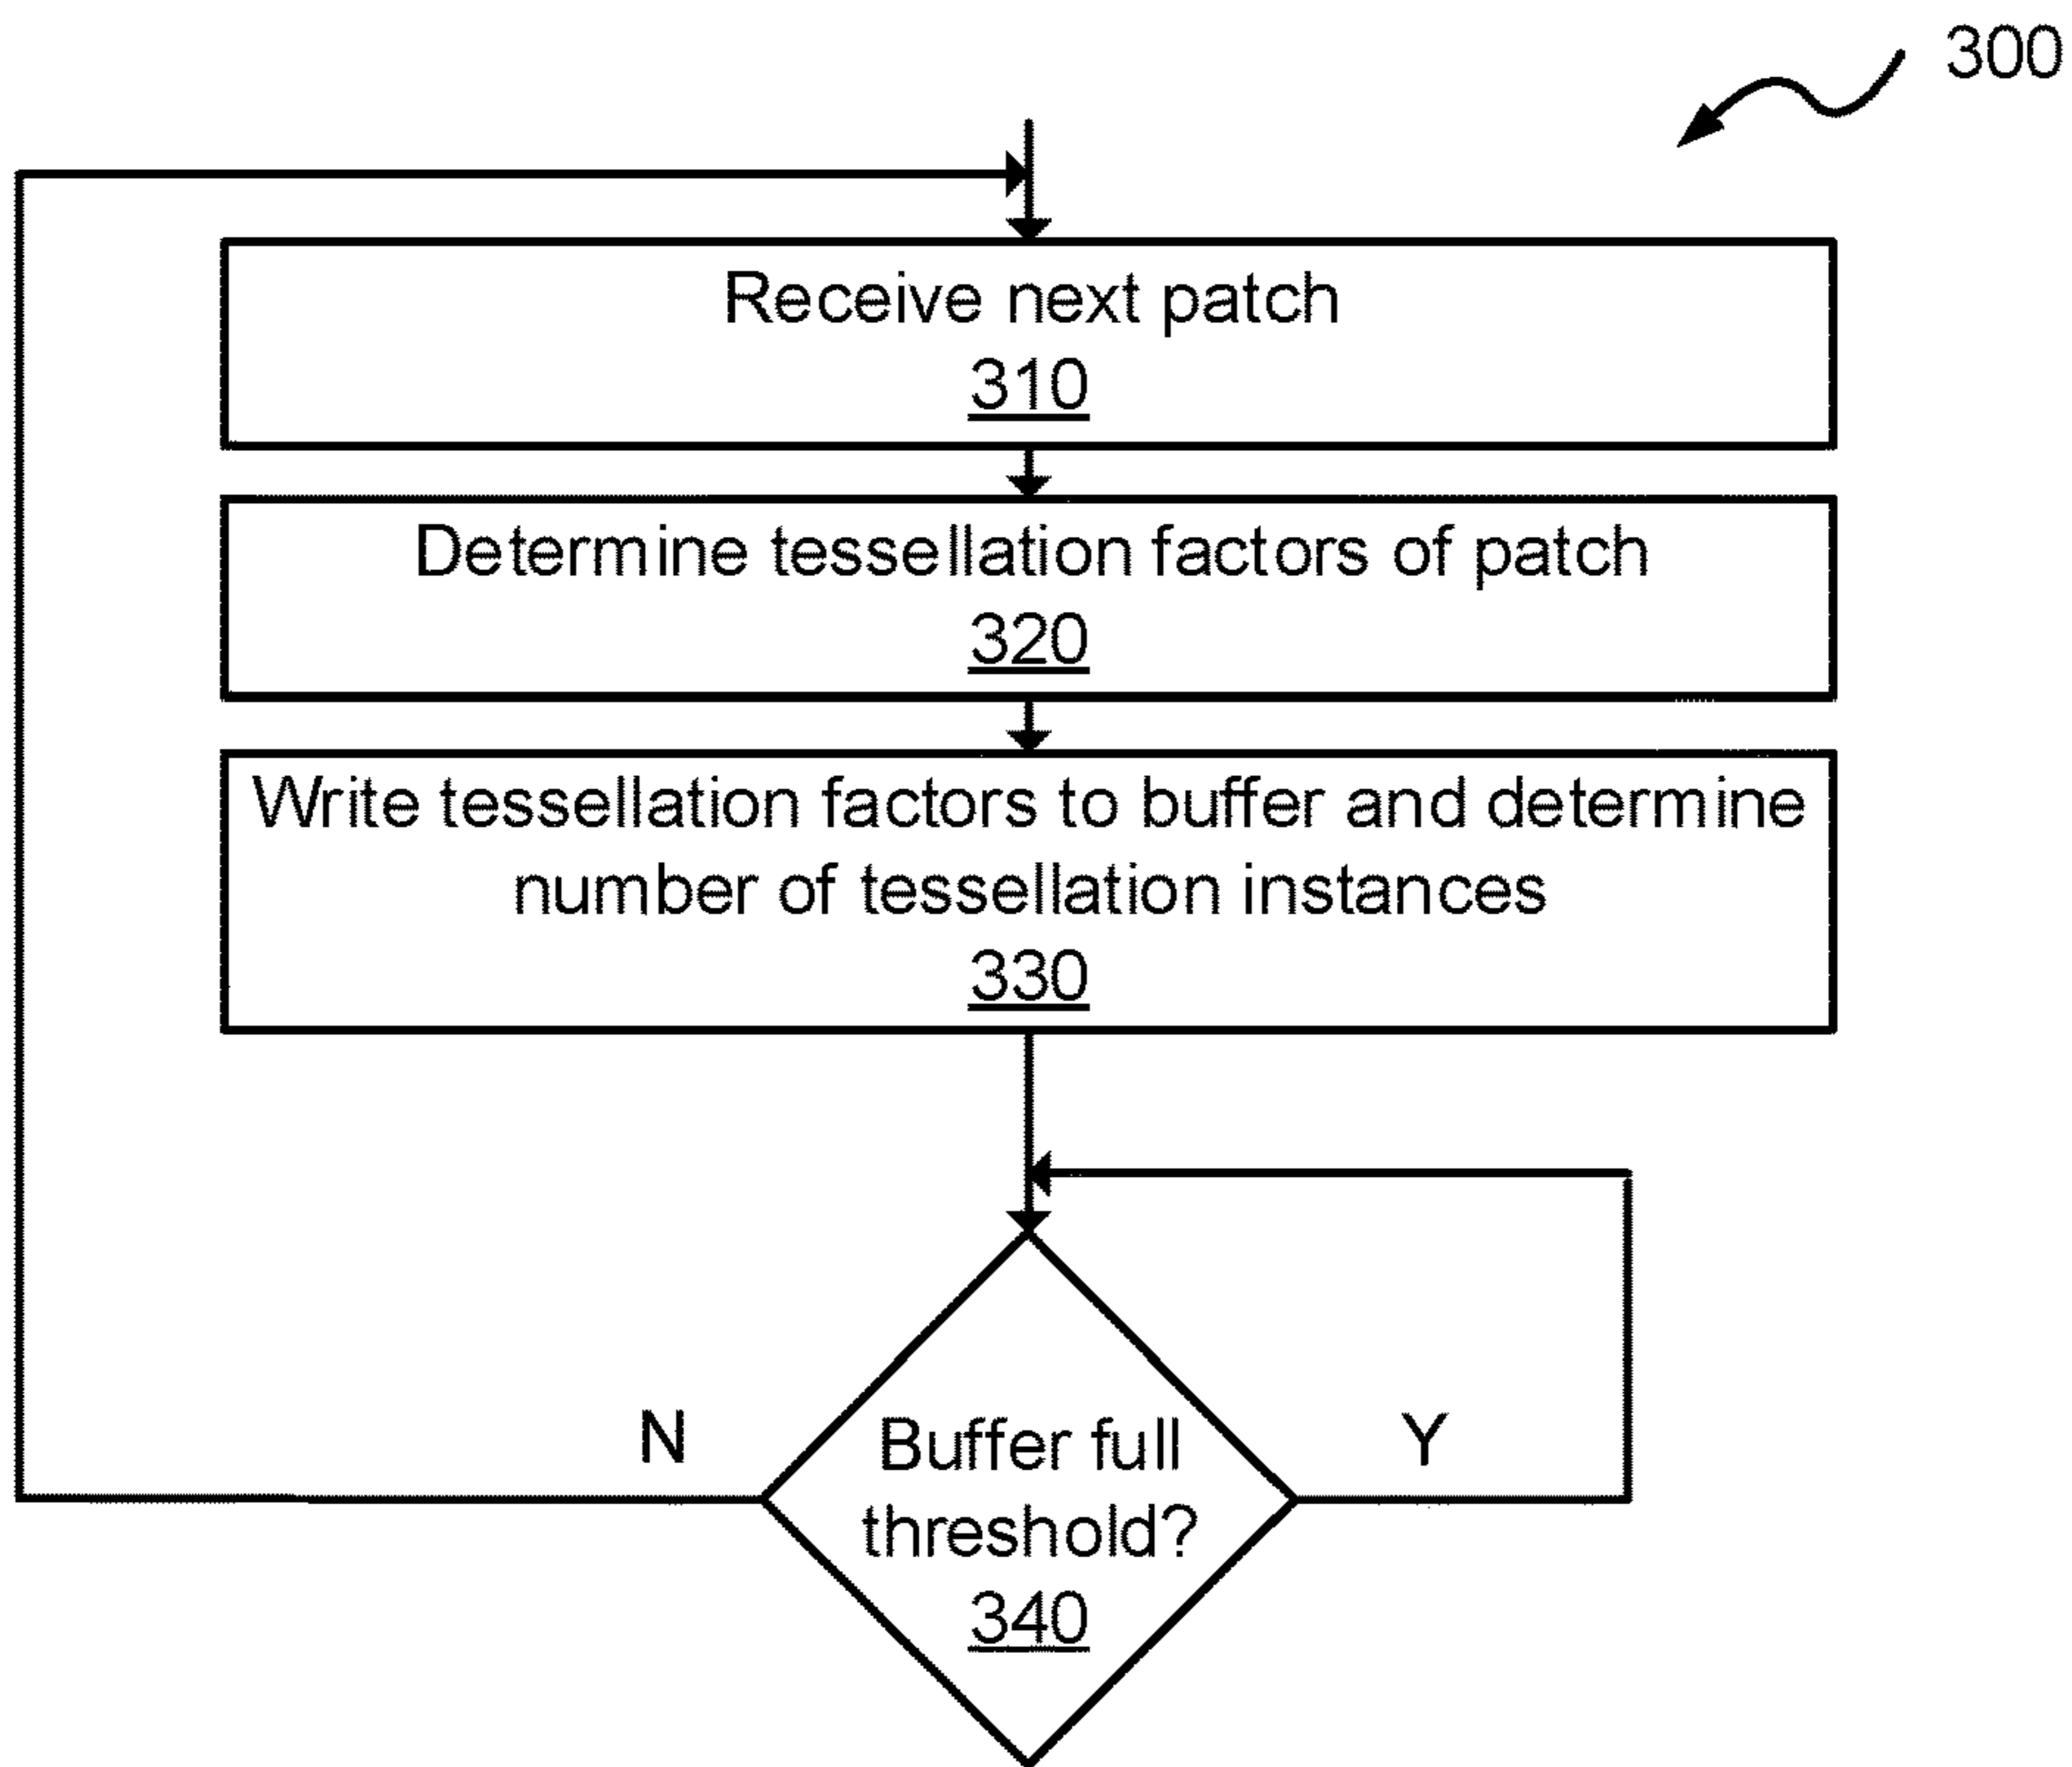 300
Receive next patch
310
Determine tessellation factors of patch
320
Write tessellation factors to buffer and determine
number of tessellation instances
330
N
Y
Buffer full
threshold?
340